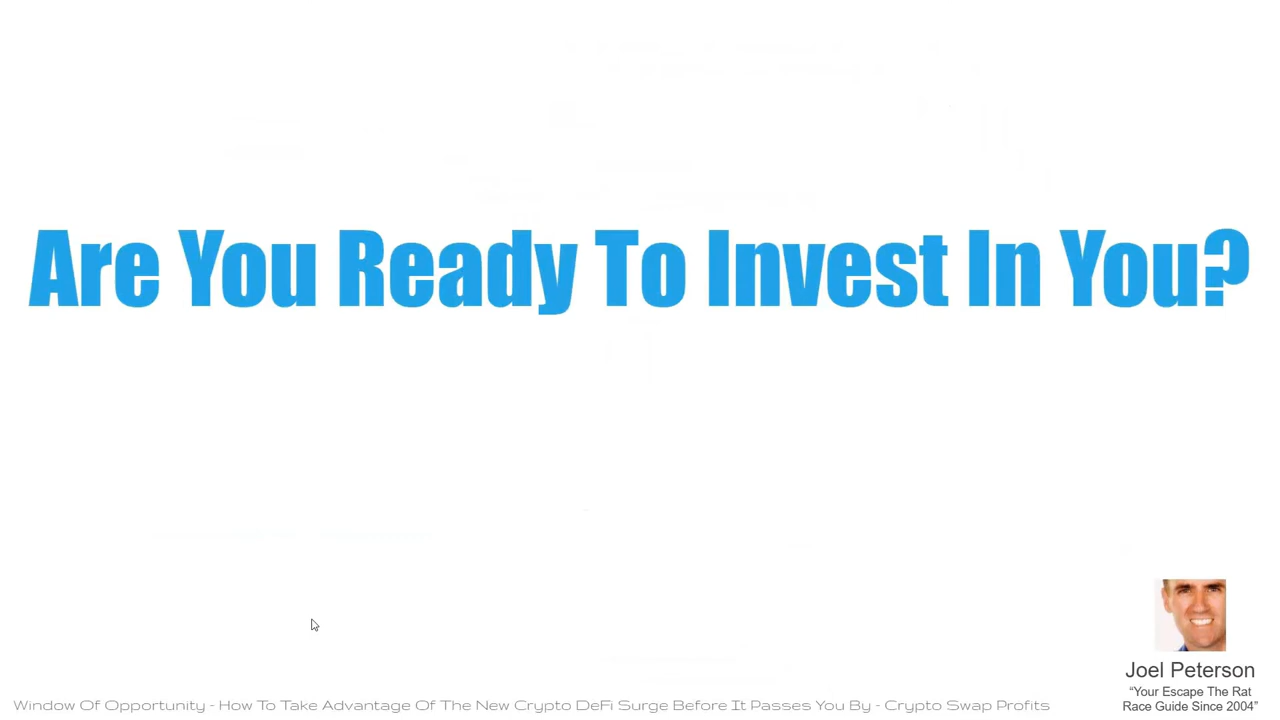 Are You Ready To Invest In You?
Joel Peterson
“Your Escape The Rat
Race Guide Since 2004”
Window Of Opportunity - How To Take Advantage Of The New Crypto DeFi Surge Before It Passes You By - Crypto Swap Profits